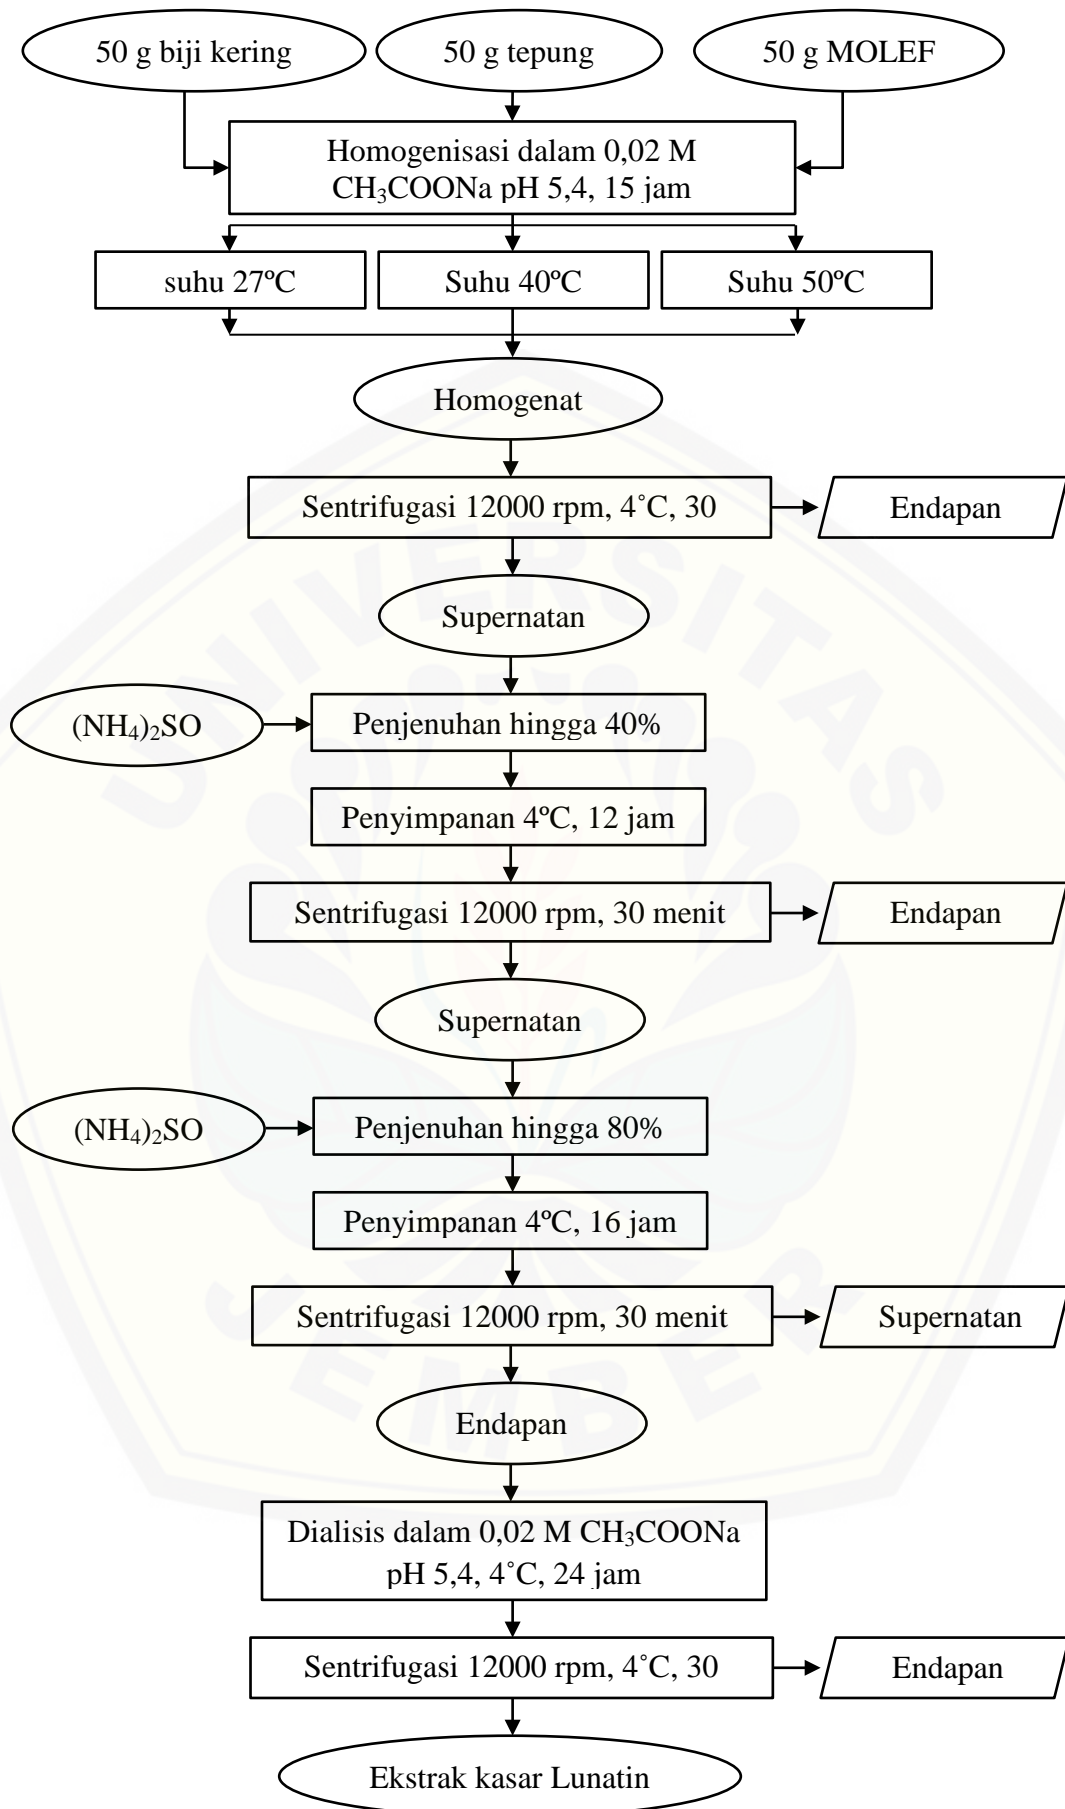 50 g biji kering
50 g tepung
50 g MOLEF
Homogenisasi dalam 0,02 M
CH₃COONa pH 5,4, 15 jam
suhu 27ºC
Suhu 40ºC
Suhu 50ºC
Homogenat
Sentrifugasi 12000 rpm, 4˚C, 30
Endapan
Supernatan
(NH₄)₂SO
Penjenuhan hingga 40%
Penyimpanan 4ºC, 12 jam
Sentrifugasi 12000 rpm, 30 menit
Endapan
Supernatan
(NH₄)₂SO
Penjenuhan hingga 80%
Penyimpanan 4ºC, 16 jam
Sentrifugasi 12000 rpm, 30 menit
Supernatan
Endapan
Dialisis dalam 0,02 M CH₃COONa
pH 5,4, 4˚C, 24 jam
Sentrifugasi 12000 rpm, 4˚C, 30
Endapan
Ekstrak kasar Lunatin
UNIVERSITAS
JEMBER